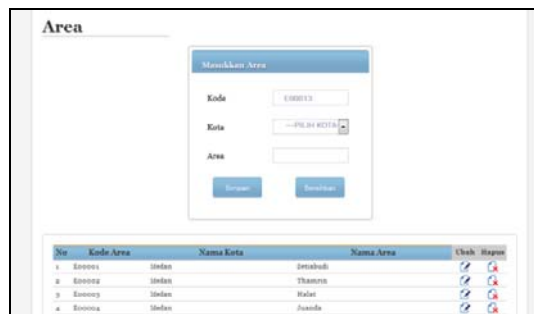 Area
Masukkan Area
Kode E00013
Kota ---PILIH KOTA
Area
Simpan Bersihkan
No Kode Area Nama Kota Nama Area Ubah Hapus
1 E00001 Medan Setiabudi
2 E00002 Medan Thamrin
3 E00003 Medan Halat
4 E00004 Medan Juanda